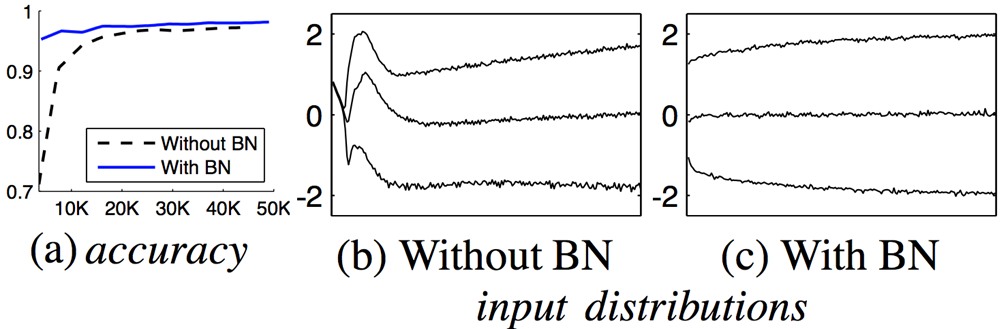 1
0.9
0.8
0.7
10K 20K 30K 40K 50K
Without BN
With BN
(a) accuracy
2
0
-2
(b) Without BN
2
0
-2
(c) With BN
input distributions